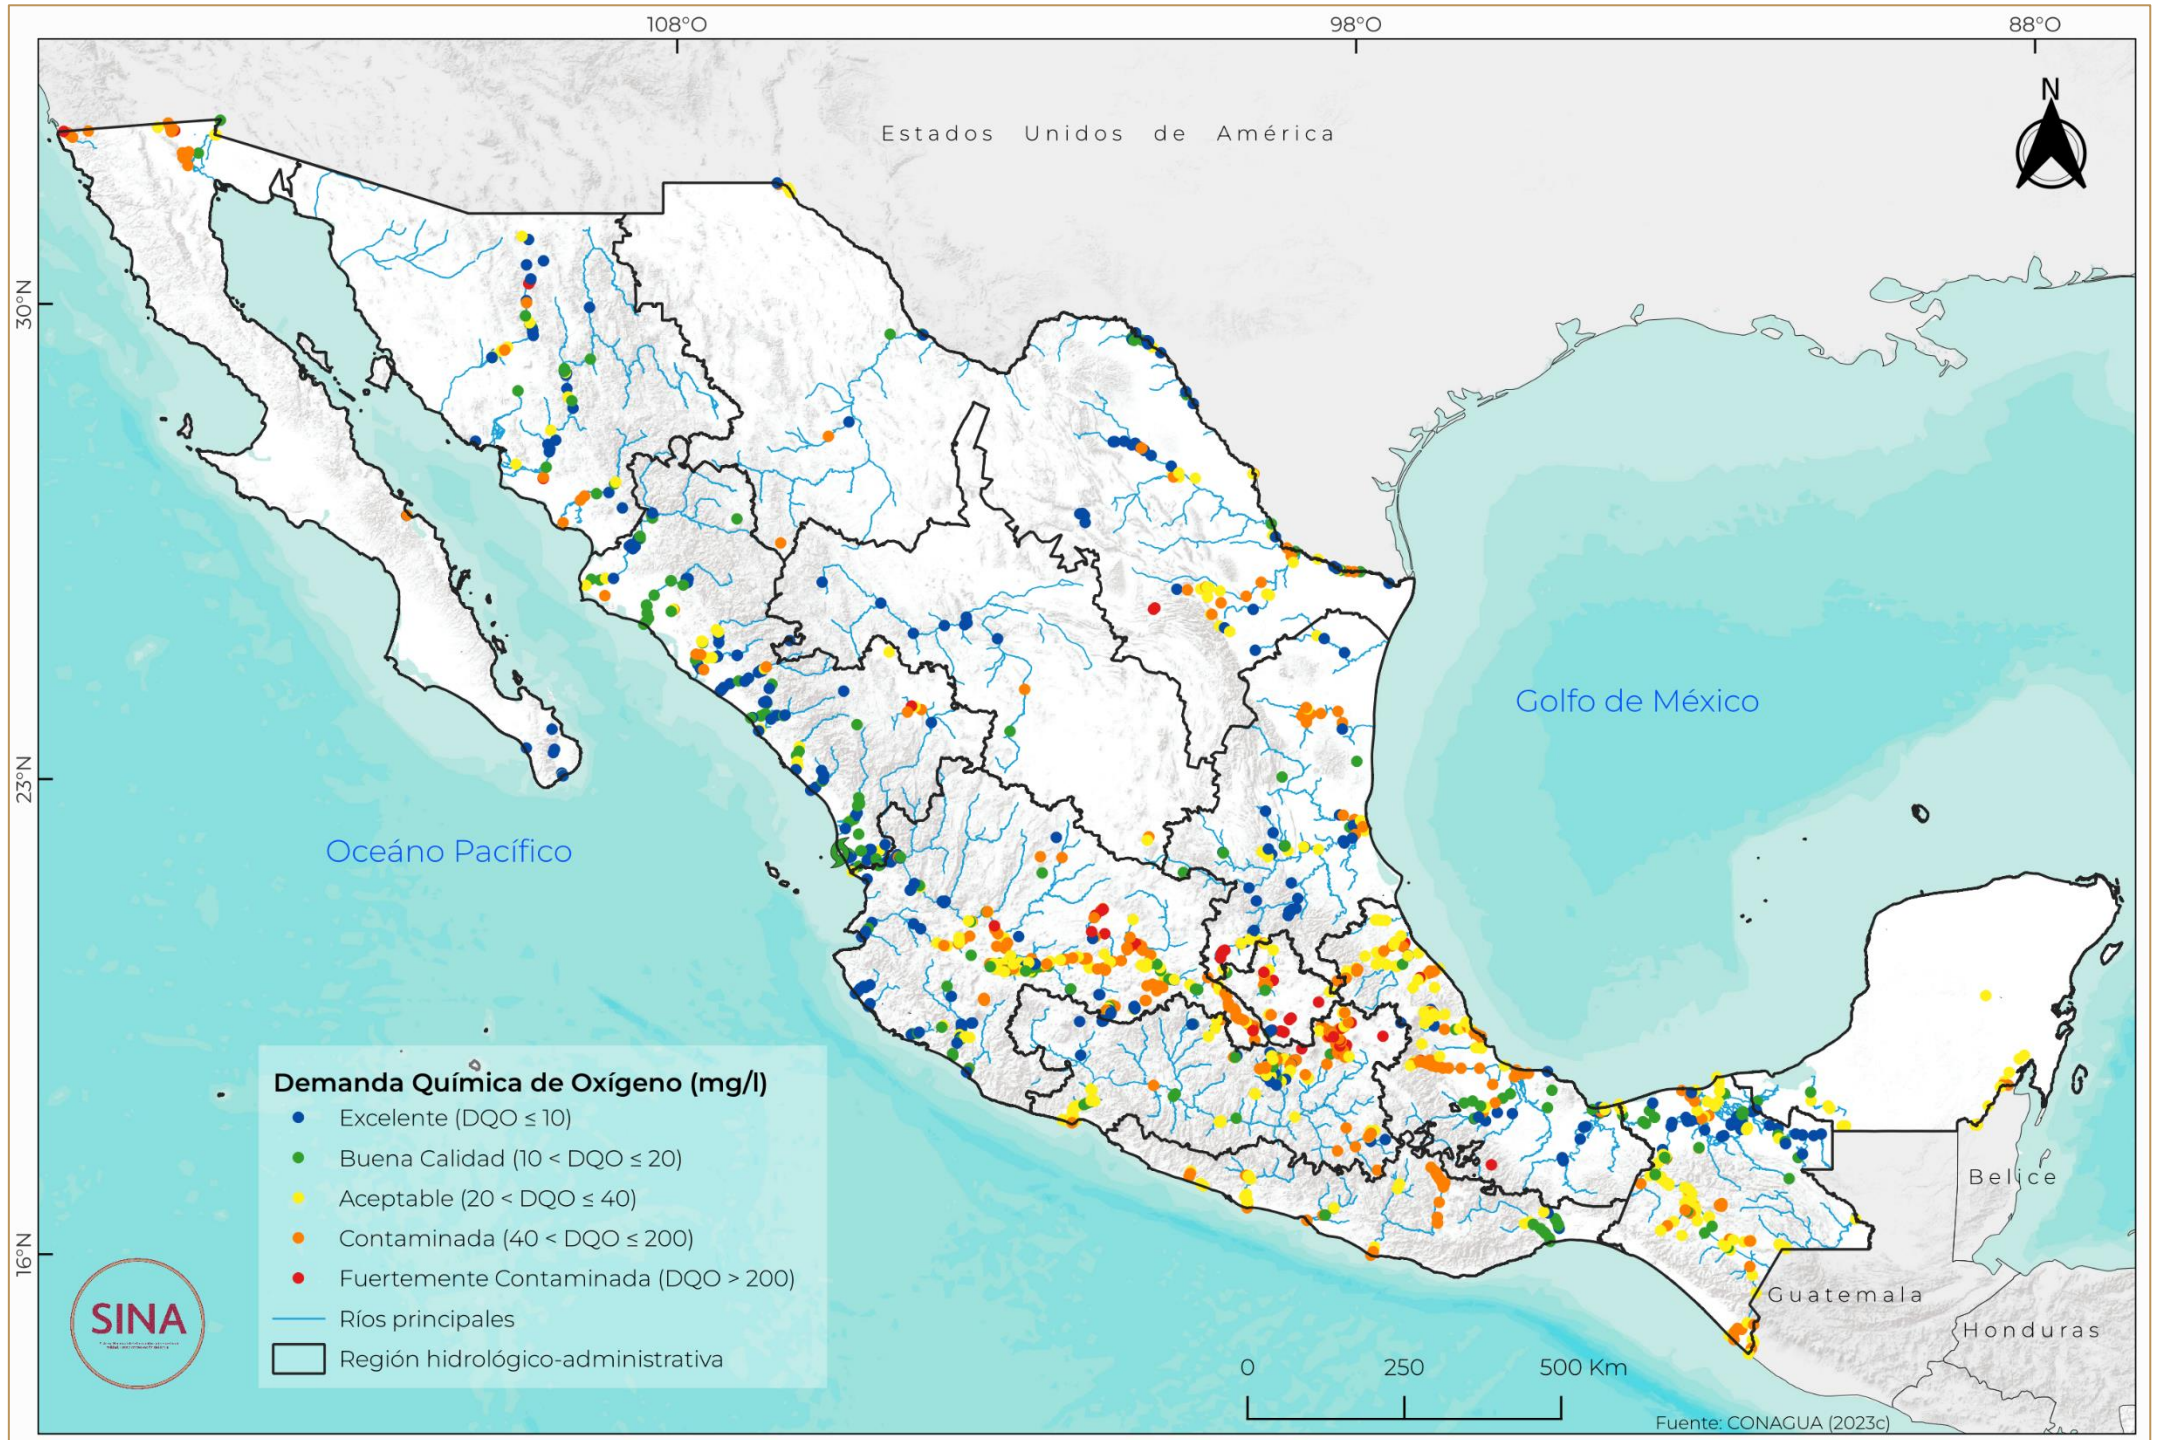 108°O
98°O
88°O
N
Estados Unidos de América
30°N
23°N
16°N
Golfo de México
Oceáno Pacífico
Demanda Química de Oxígeno (mg/l)
Excelente (DQO ≤ 10)
Buena Calidad (10 < DQO ≤ 20)
Aceptable (20 < DQO ≤ 40)
Contaminada (40 < DQO ≤ 200)
Fuertemente Contaminada (DQO > 200)
Ríos principales
Región hidrológico-administrativa
SINA
Belice
Guatemala
Honduras
0 250 500 Km
Fuente: CONAGUA (2023c)